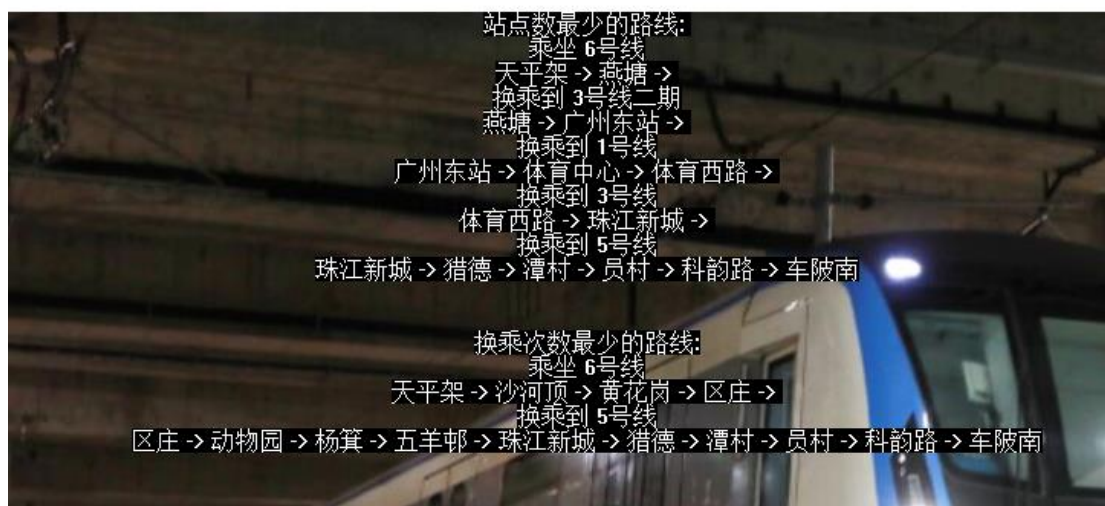 站点数最少的路线:
乘坐 6号线
天平架 -> 燕塘 ->
换乘到 3号线二期
燕塘 -> 广州东站 ->
换乘到 1号线
广州东站 -> 体育中心 -> 体育西路 ->
换乘到 3号线
体育西路 -> 珠江新城 ->
换乘到 5号线
珠江新城 -> 猎德 -> 潭村 -> 员村 -> 科韵路 -> 车陂南
换乘次数最少的路线:
乘坐 6号线
天平架 -> 沙河顶 -> 黄花岗 -> 区庄 ->
换乘到 5号线
区庄 -> 动物园 -> 杨箕 -> 五羊邨 -> 珠江新城 -> 猎德 -> 潭村 -> 员村 -> 科韵路 -> 车陂南